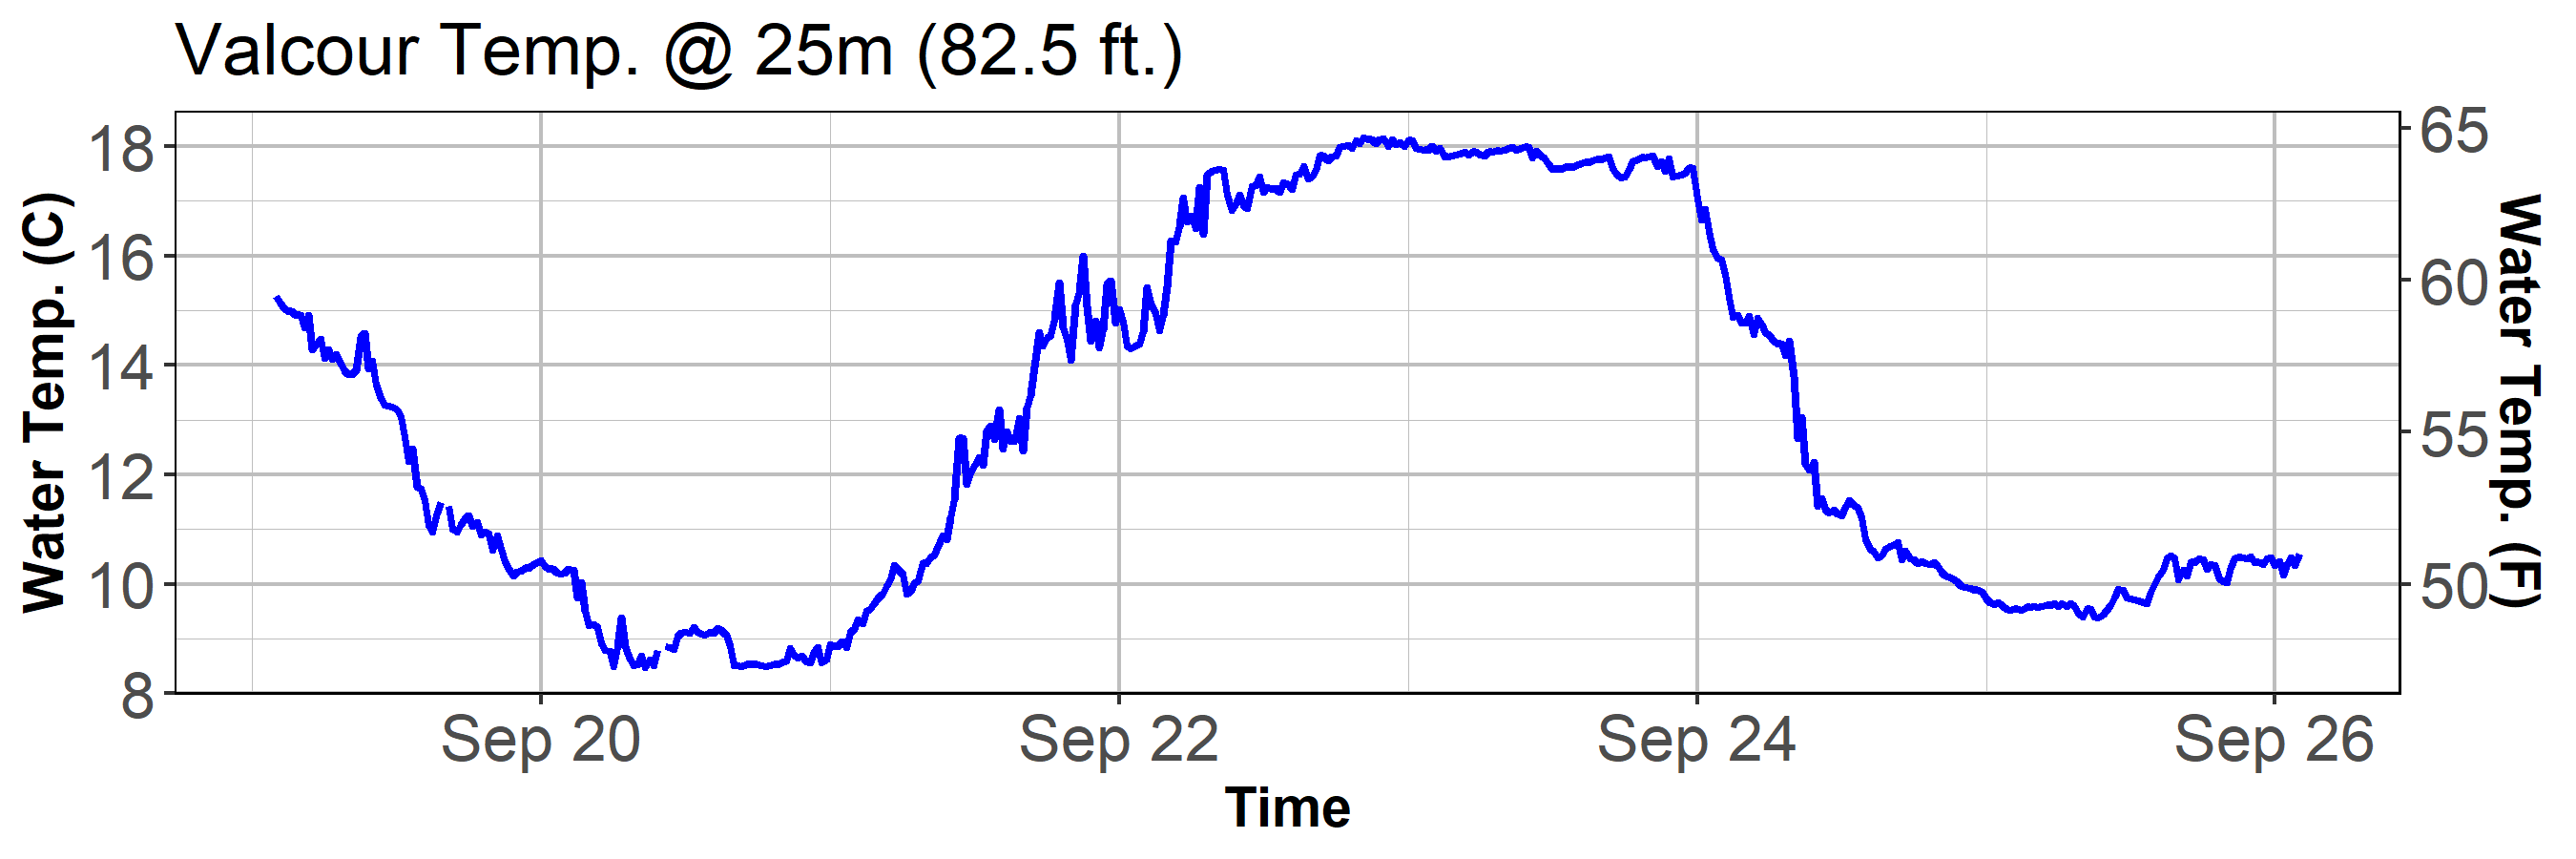 Valcour Temp. @ 25m (82.5 ft.)
Water Temp. (C)
18
16
14
12
10
8
65
60
55
50
Water Temp. (F)
Sep 20 Sep 22 Sep 24 Sep 26
Time